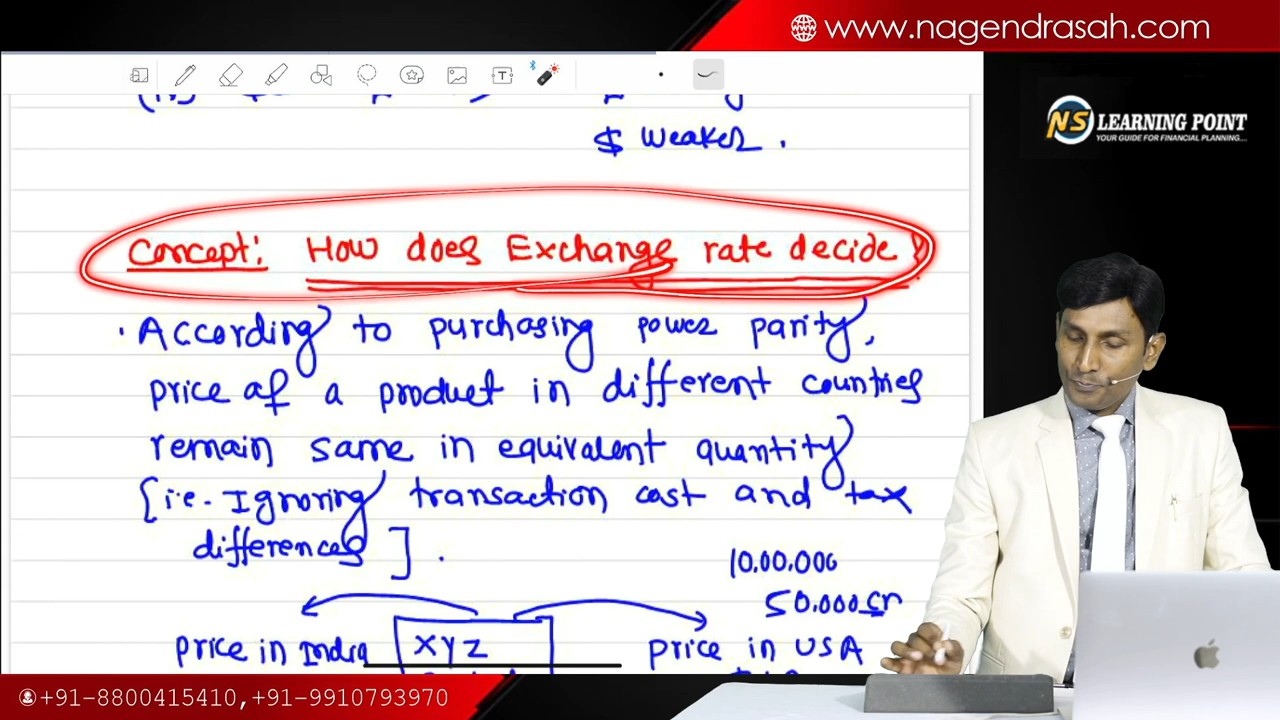 www.nagendrasah.com
NS LEARNING POINT
YOUR GUIDE FOR FINANCIAL PLANNING....
$ Weaker.
Concept: How does Exchange rate decide?
. According to purchasing power parity,
price of a product in different countries
remain same in equivalent quantity
[i.e. Ignoring transaction cost and tax
differences].
10,00,000
50,000 cr
price in India XYZ price in USA
+91-8800415410,+91-9910793970